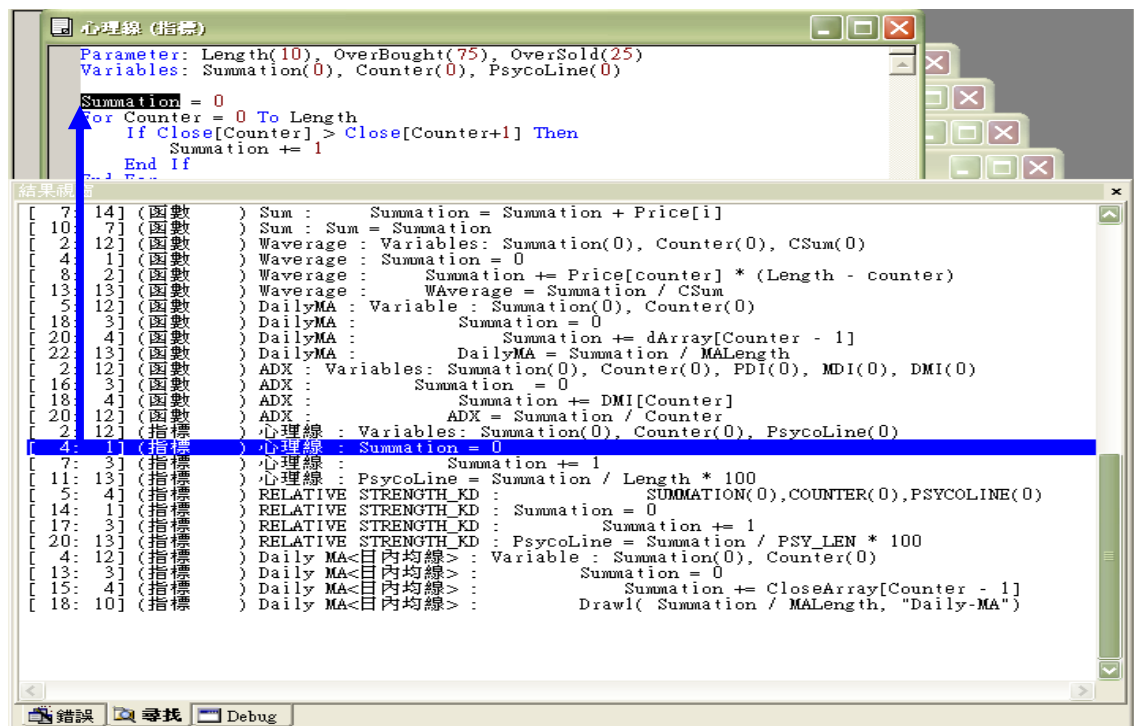 心理線 (指標)
Parameter: Length(10), OverBought(75), OverSold(25)
Variables: Summation(0), Counter(0), PsycoLine(0)
Summation = 0
For Counter = 0 To Length
If Close[Counter] > Close[Counter+1] Then
Summation += 1
End If
End For
結果視窗
[ 7: 14] (函數 ) Sum : Summation = Summation + Price[i]
[ 10: 7] (函數 ) Sum : Sum = Summation
[ 2: 12] (函數 ) Waverage : Variables: Summation(0), Counter(0), CSum(0)
[ 4: 1] (函數 ) Waverage : Summation = 0
[ 8: 2] (函數 ) Waverage : Summation += Price[counter] * (Length - counter)
[ 13: 13] (函數 ) Waverage : WAverage = Summation / CSum
[ 5: 12] (函數 ) DailyMA : Variable : Summation(0), Counter(0)
[ 18: 3] (函數 ) DailyMA : Summation = 0
[ 20: 4] (函數 ) DailyMA : Summation += dArray[Counter - 1]
[ 22: 13] (函數 ) DailyMA : DailyMA = Summation / MALength
[ 2: 12] (函數 ) ADX : Variables: Summation(0), Counter(0), PDI(0), MDI(0), DMI(0)
[ 16: 3] (函數 ) ADX : Summation = 0
[ 18: 4] (函數 ) ADX : Summation += DMI[Counter]
[ 20: 12] (函數 ) ADX : ADX = Summation / Counter
[ 2: 12] (指標 ) 心理線 : Variables: Summation(0), Counter(0), PsycoLine(0)
[ 4: 1] (指標 ) 心理線 : Summation = 0
[ 7: 3] (指標 ) 心理線 : Summation += 1
[ 11: 13] (指標 ) 心理線 : PsycoLine = Summation / Length * 100
[ 5: 4] (指標 ) RELATIVE STRENGTH_KD : SUMMATION(0),COUNTER(0),PSYCOLINE(0)
[ 14: 1] (指標 ) RELATIVE STRENGTH_KD : Summation = 0
[ 17: 3] (指標 ) RELATIVE STRENGTH_KD : Summation += 1
[ 20: 13] (指標 ) RELATIVE STRENGTH_KD : PsycoLine = Summation / PSY_LEN * 100
[ 4: 12] (指標 ) Daily MA<日內均線> : Variable : Summation(0), Counter(0)
[ 13: 3] (指標 ) Daily MA<日內均線> : Summation = 0
[ 15: 4] (指標 ) Daily MA<日內均線> : Summation += CloseArray[Counter - 1]
[ 18: 10] (指標 ) Daily MA<日內均線> : Draw1( Summation / MALength, "Daily-MA")
錯誤 尋找 Debug